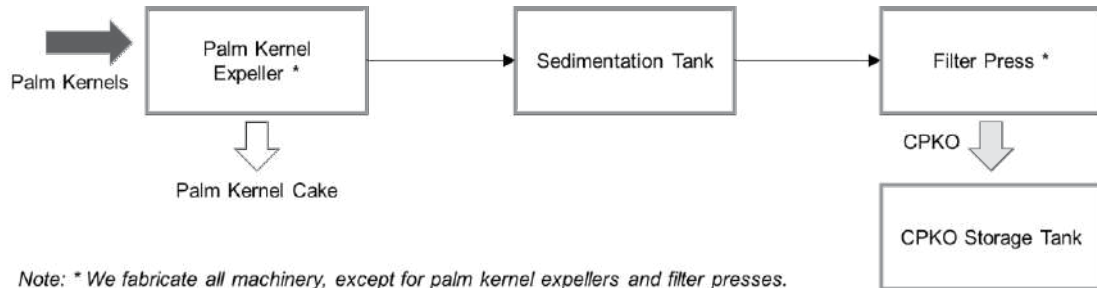 Palm Kernels
Palm Kernel
Expeller *
Sedimentation Tank
Filter Press *
Palm Kernel Cake
CPKO
CPKO Storage Tank
Note: * We fabricate all machinery, except for palm kernel expellers and filter presses.